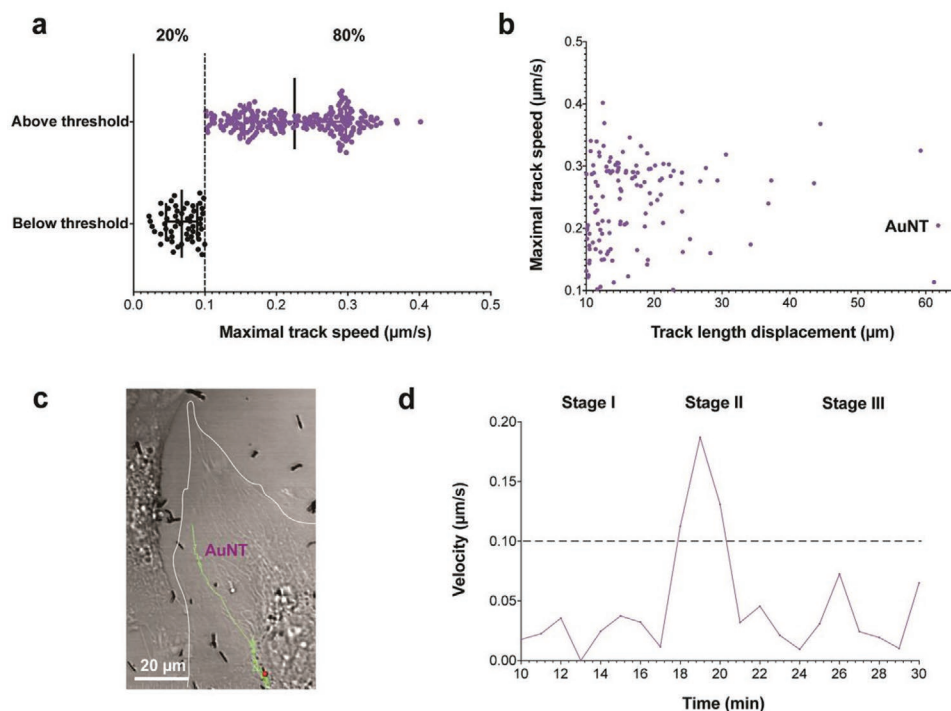 a
20%
80%
Above threshold
Below threshold
0.0
0.1
0.2
0.3
0.4
0.5
Maximal track speed (µm/s)
b
Maximal track speed (µm/s)
0.5
0.4
0.3
0.2
0.1
10
20
30
40
50
60
AuNT
Track length displacement (µm)
c
AuNT
20 µm
d
Stage I
Stage II
Stage III
Velocity (µm/s)
0.20
0.15
0.10
0.05
0.00
10
12
14
16
18
20
22
24
26
28
30
Time (min)